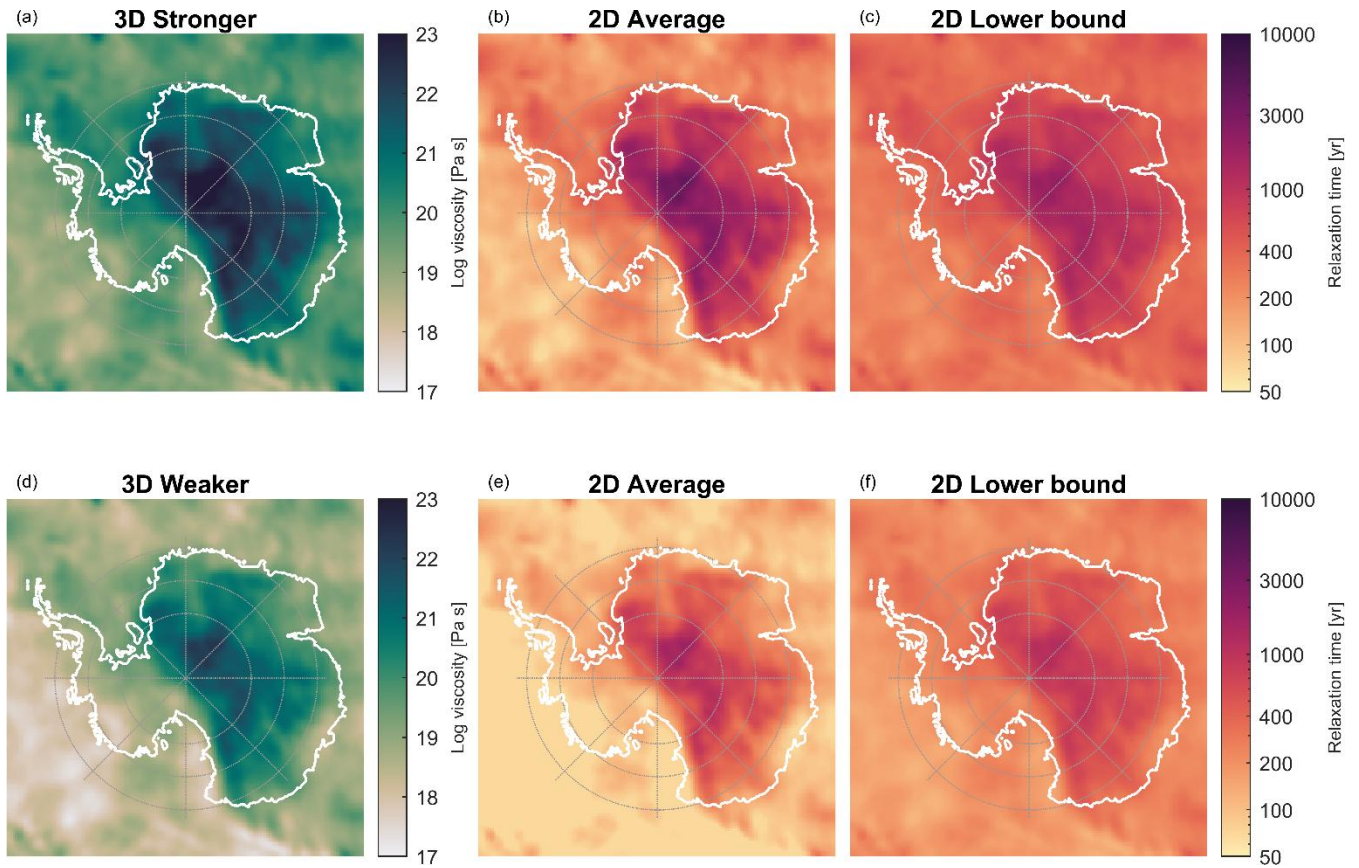 (a) 3D Stronger
23
22
21
20
19
18
17
Log viscosity [Pa s]
(b) 2D Average
(c) 2D Lower bound
10000
3000
1000
400
200
100
50
Relaxation time [yr]
(d) 3D Weaker
23
22
21
20
19
18
17
Log viscosity [Pa s]
(e) 2D Average
(f) 2D Lower bound
10000
3000
1000
400
200
100
50
Relaxation time [yr]